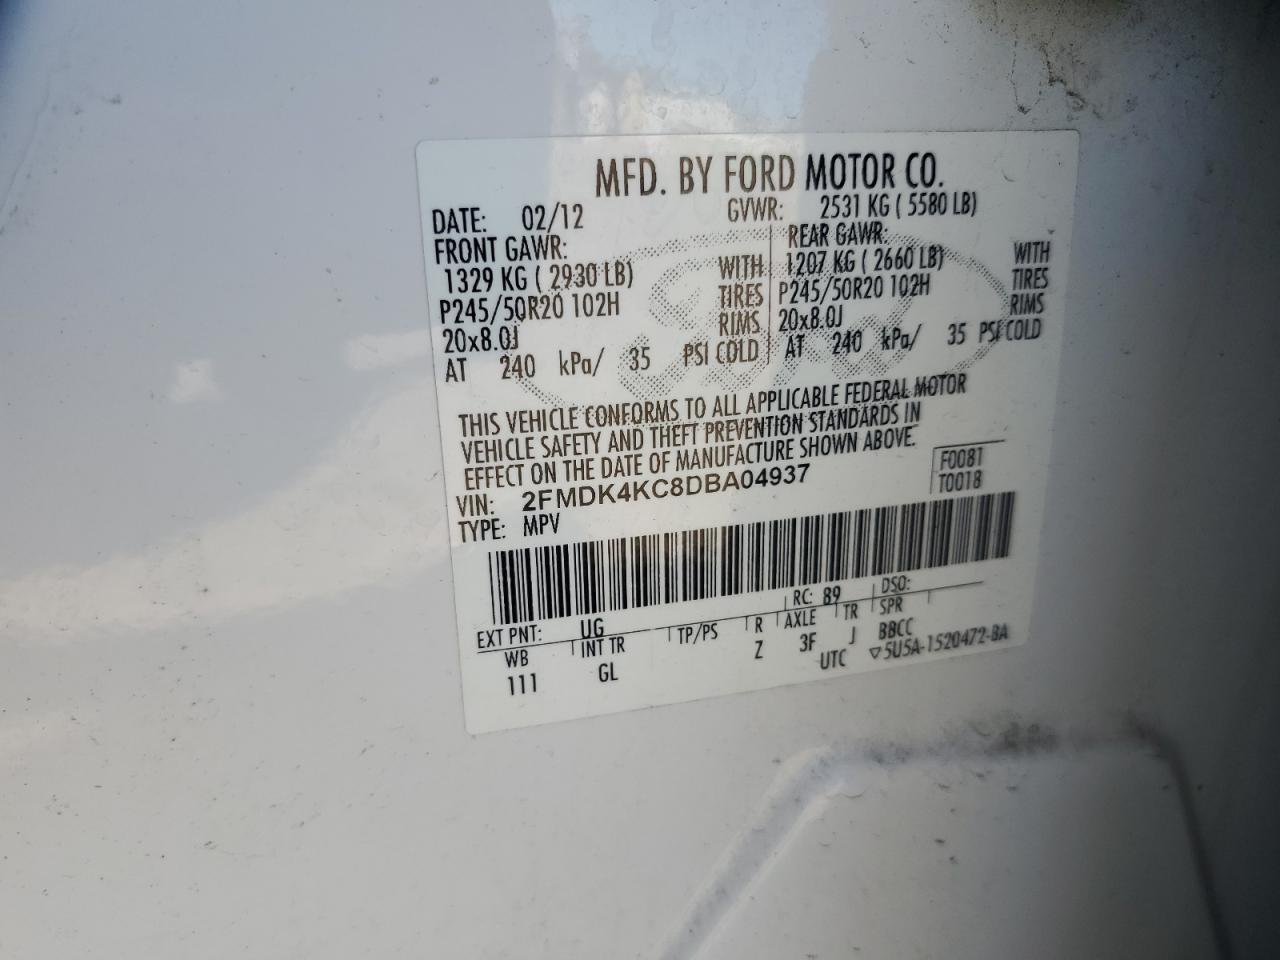 MFD. BY FORD MOTOR CO.
DATE: 02/12 GVWR: 2531 KG ( 5580 LB)
FRONT GAWR: REAR GAWR:
1329 KG ( 2930 LB) WITH 1207 KG ( 2660 LB) WITH
P245/50R20 102H TIRES P245/50R20 102H TIRES
20x8.0J RIMS 20x8.0J RIMS
AT 240 kPa/ 35 PSI COLD AT 240 kPa/ 35 PSI COLD
THIS VEHICLE CONFORMS TO ALL APPLICABLE FEDERAL MOTOR
VEHICLE SAFETY AND THEFT PREVENTION STANDARDS IN
EFFECT ON THE DATE OF MANUFACTURE SHOWN ABOVE.
VIN: 2FMDK4KC8DBA04937 F0081
TYPE: MPV T0018
EXT PNT: UG RC: 89 DSO:
WB INT TR TP/PS R AXLE TR SPR
111 GL Z 3F J BBCC
UTC ▽5U5A-1520472-BA